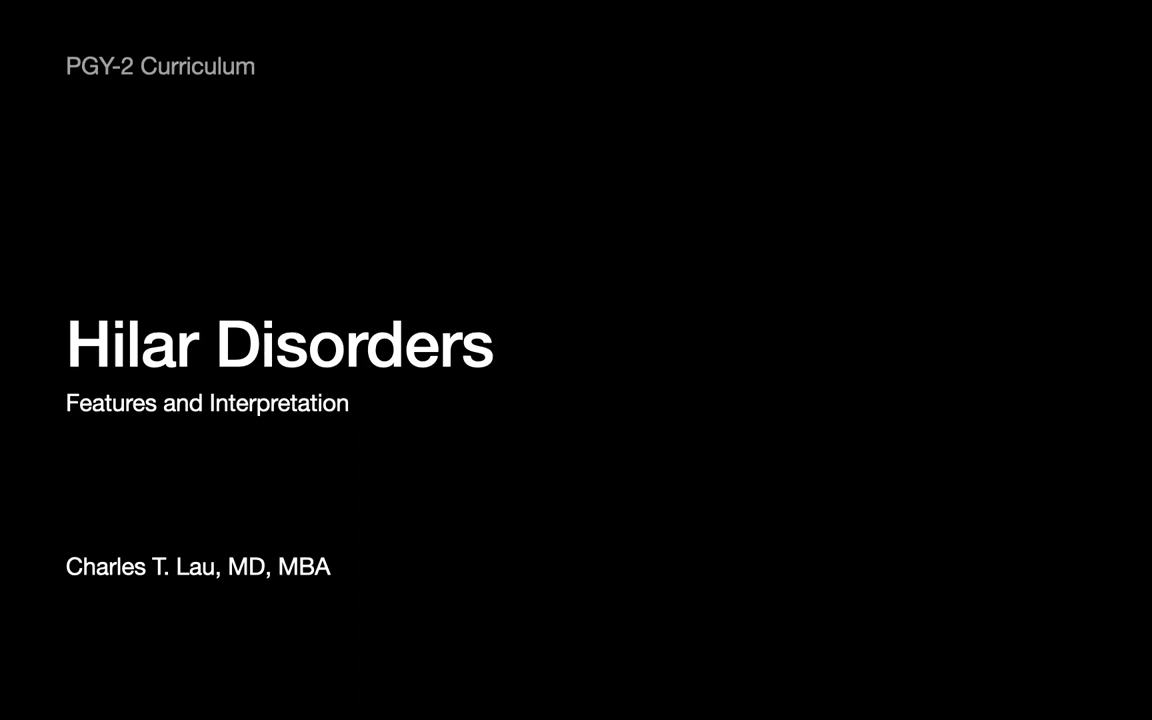 PGY-2 Curriculum
Hilar Disorders
Features and Interpretation
Charles T. Lau, MD, MBA